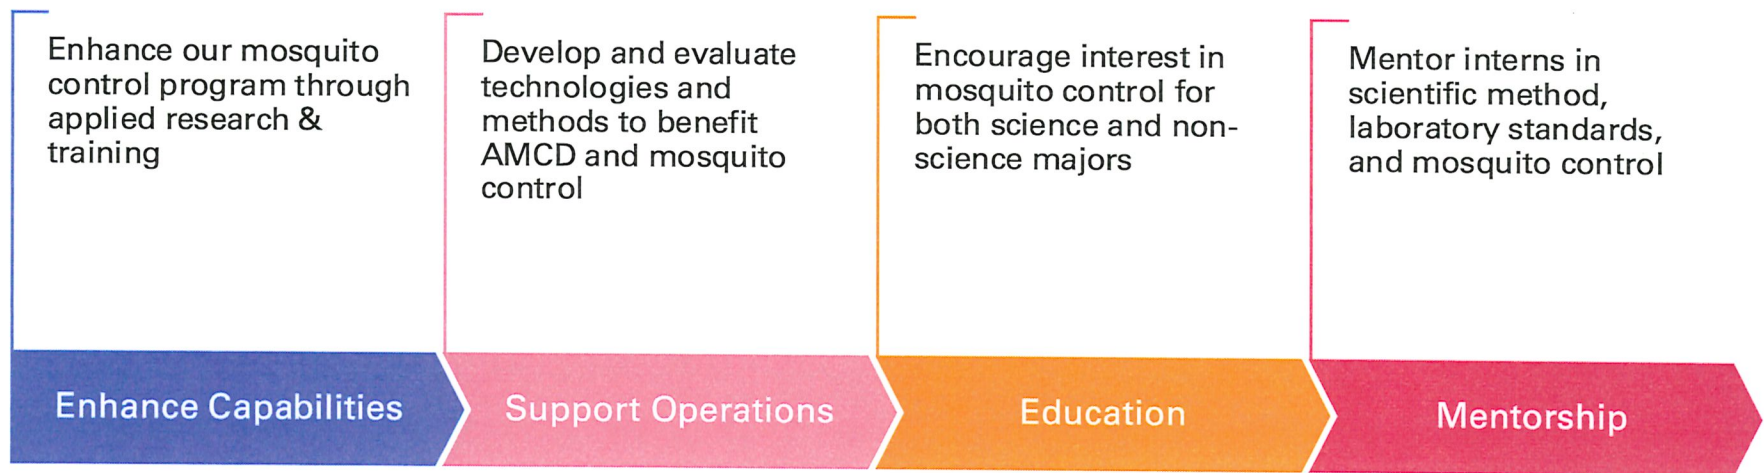 Enhance our mosquito
control program through
applied research &
training
Develop and evaluate
technologies and
methods to benefit
AMCD and mosquito
control
Encourage interest in
mosquito control for
both science and non-
science majors
Mentor interns in
scientific method,
laboratory standards,
and mosquito control
Enhance Capabilities
Support Operations
Education
Mentorship